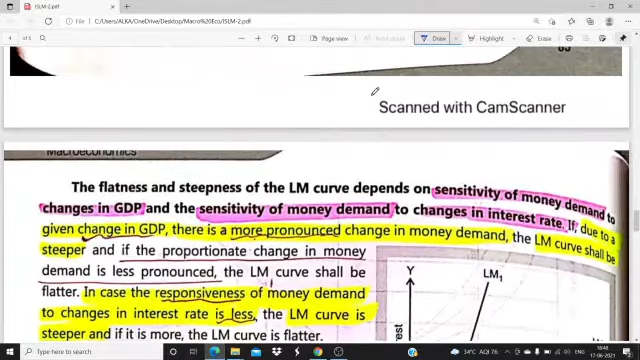 ISLM-2.pdf
File
C:/Users/ALKA/OneDrive/Desktop/Macro%20Eco/ISLM-2.pdf
4 of 5
Page view
Read aloud
Draw
Highlight
Erase
Scanned with CamScanner
Macroeconomics
The flatness and steepness of the LM curve depends on sensitivity of money demand to
changes in GDP and the sensitivity of money demand to changes in interest rate. If, due to a
given change in GDP, there is a more pronounced change in money demand, the LM curve shall be
steeper and if the proportionate change in money
demand is less pronounced, the LM curve shall be
flatter. In case the responsiveness of money demand
to changes in interest rate is less, the LM curve is
steeper and if it is more, the LM curve is flatter.
Y
LM1
34°C AQI 76
ENG
18:48
17-06-2021